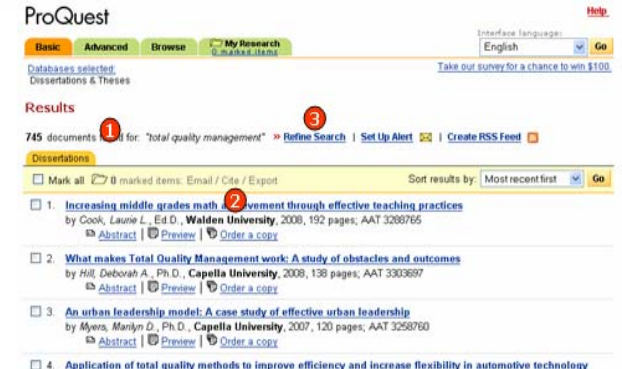 ProQuest
Help
Interface language:
Basic Advanced Browse My Research
0 marked items
English Go
Databases selected:
Dissertations & Theses
Take our survey for a chance to win $100.
Results
3
1
745 documents for: "total quality management" » Refine Search | Set Up Alert | Create RSS Feed
Dissertations
Mark all 0 marked items: Email / Cite / Export Sort results by: Most recent first Go
2
1. Increasing middle grades math through effective teaching practices
by Cook, Laurie L., Ed.D., Walden University, 2008, 192 pages; AAT 3288765
Abstract | Preview | Order a copy
2. What makes Total Quality Management work: A study of obstacles and outcomes
by Hill, Deborah A., Ph.D., Capella University, 2008, 138 pages; AAT 3303697
Abstract | Preview | Order a copy
3. An urban leadership model: A case study of effective urban leadership
by Myers, Marilyn D., Ph.D., Capella University, 2007, 120 pages; AAT 3258760
Abstract | Preview | Order a copy
4. Application of total quality methods to improve efficiency and increase flexibility in automotive technology